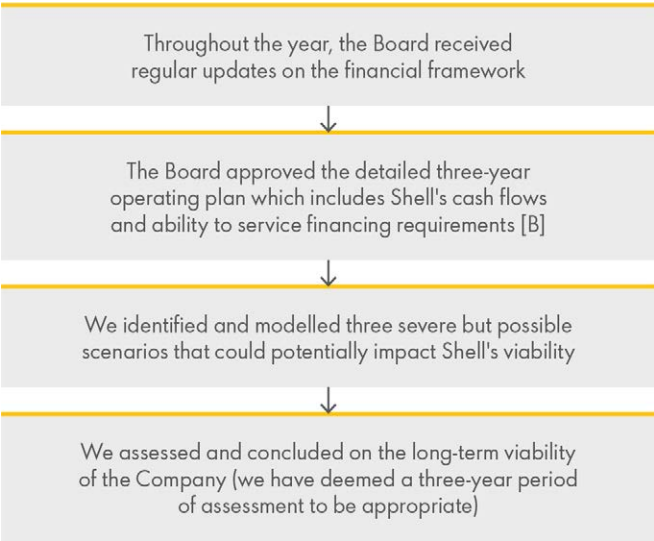 Throughout the year, the Board received
regular updates on the financial framework
The Board approved the detailed three-year
operating plan which includes Shell's cash flows
and ability to service financing requirements [B]
We identified and modelled three severe but possible
scenarios that could potentially impact Shell's viability
We assessed and concluded on the long-term viability
of the Company (we have deemed a three-year period
of assessment to be appropriate)